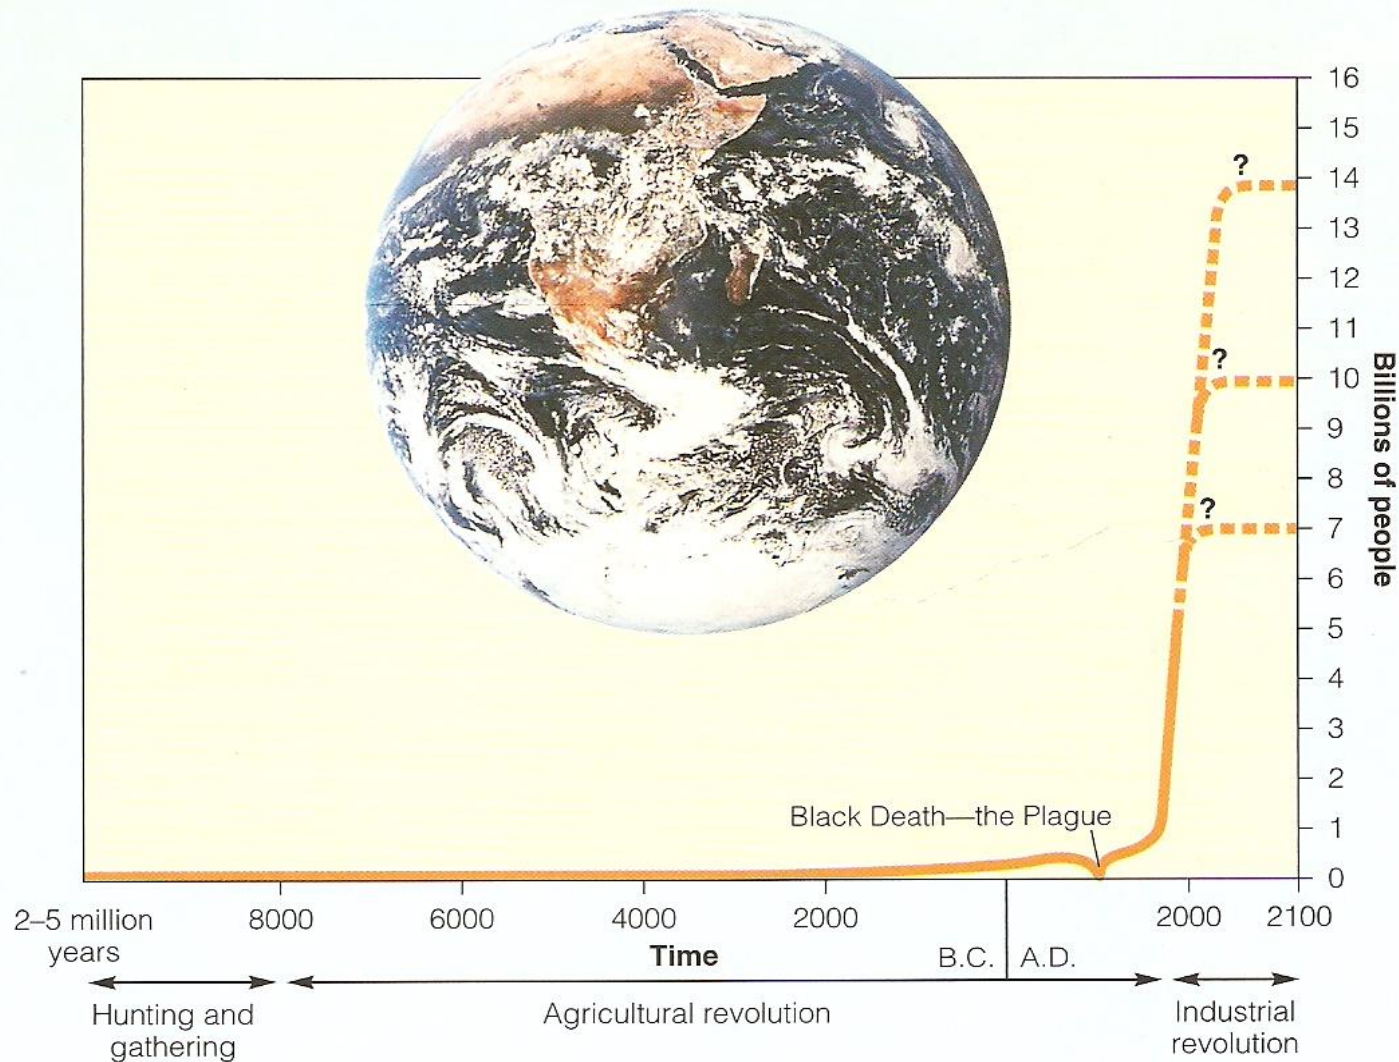 16
15
?
14
13
12
11
?
10
9
8
?
7
6
5
4
3
2
1
0
Billions of people
Black Death—the Plague
2–5 million
years
8000
6000
4000
2000
2000
2100
Time
B.C.
A.D.
Hunting and
gathering
Agricultural revolution
Industrial
revolution